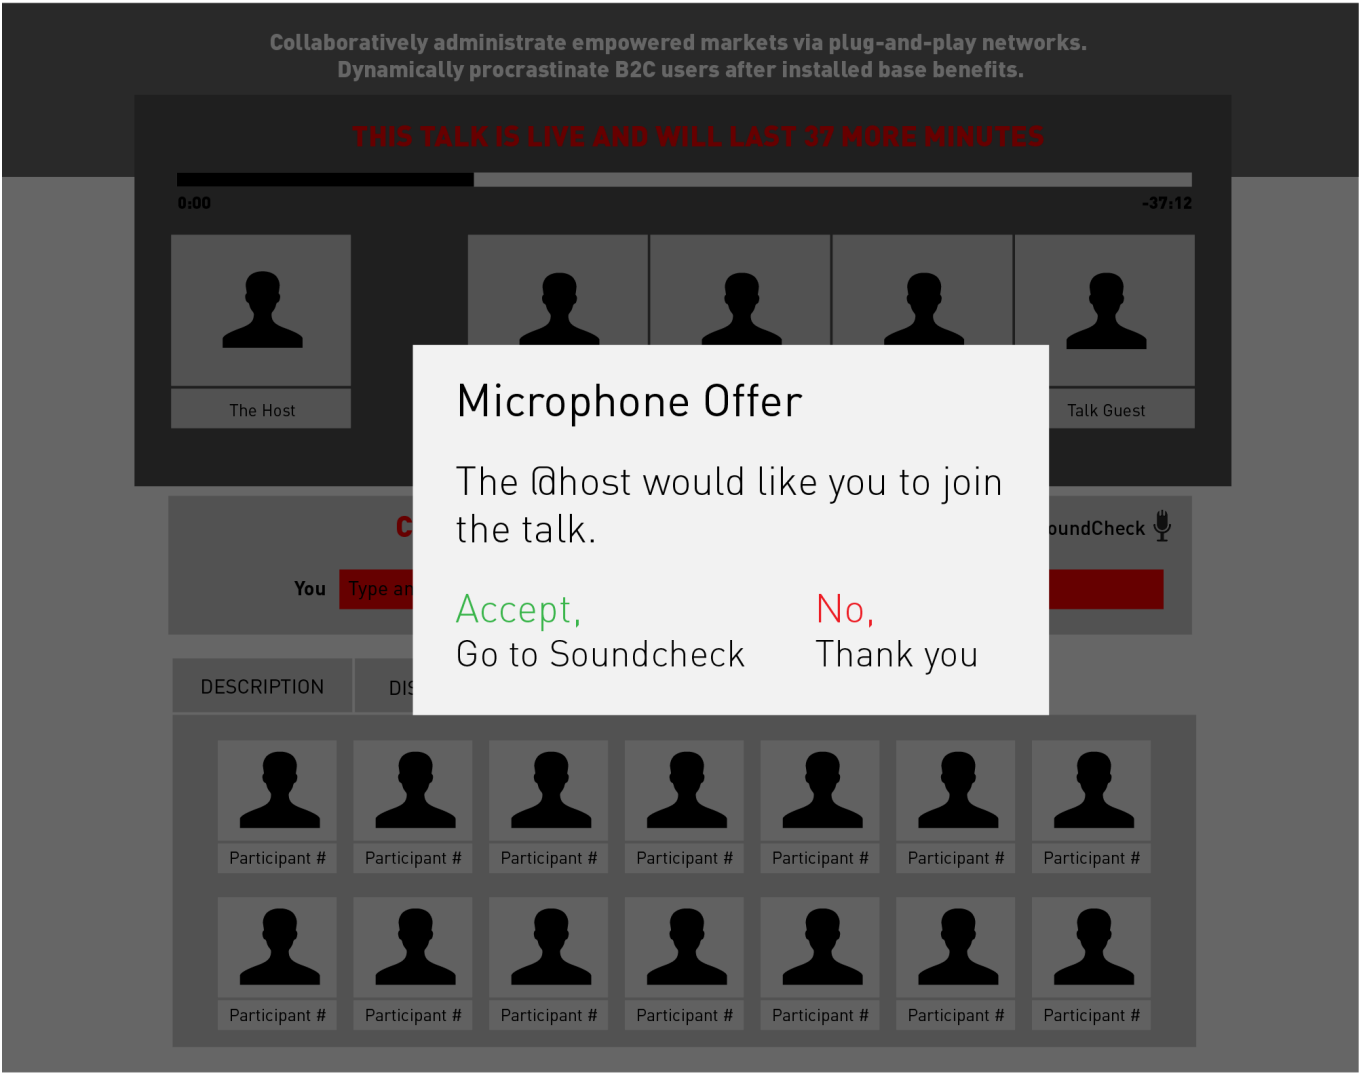 Collaboratively administrate empowered markets via plug-and-play networks.
Dynamically procrastinate B2C users after installed base benefits.
THIS TALK IS LIVE AND WILL LAST 37 MORE MINUTES
0:00 -37:12
The Host Talk Guest
Microphone Offer
The @host would like you to join
the talk.
Accept, No,
Go to Soundcheck Thank you
You Type
DESCRIPTION
Participant # Participant # Participant # Participant # Participant # Participant # Participant #
Participant # Participant # Participant # Participant # Participant # Participant # Participant #